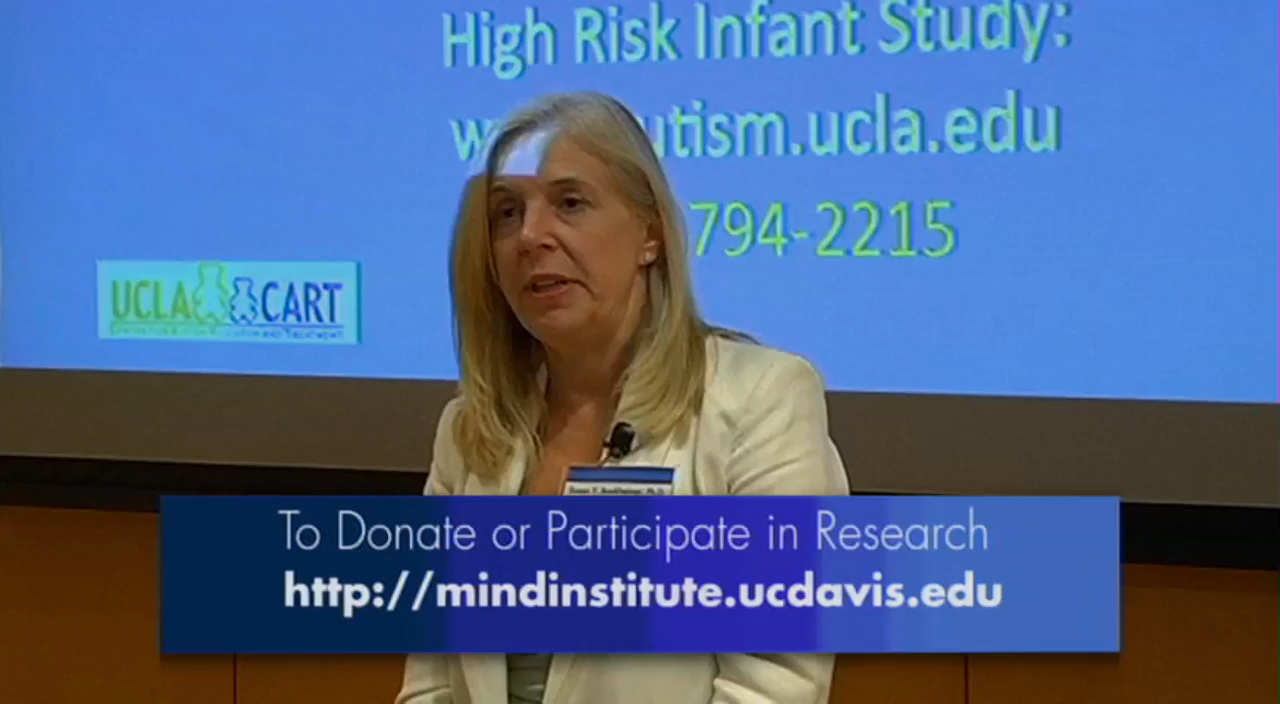 High Risk Infant Study:
utism.ucla.edu
794-2215
UCLA CART
To Donate or Participate in Research
http://mindinstitute.ucdavis.edu